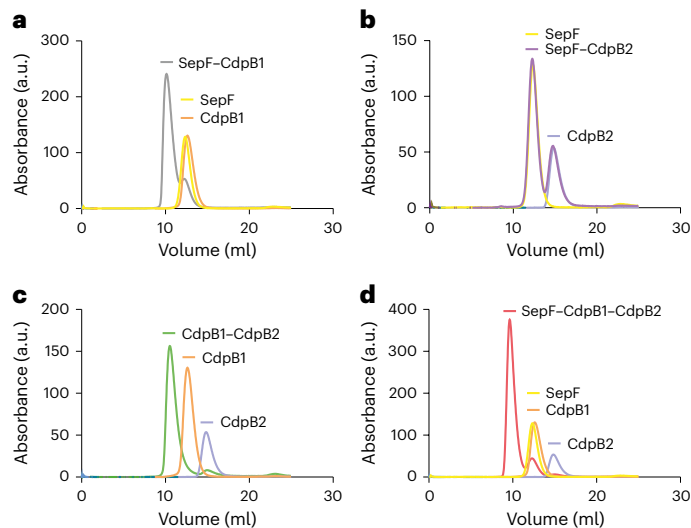 a
300
200
100
0
0
10
20
30
Absorbance (a.u.)
Volume (ml)
SepF–CdpB1
SepF
CdpB1
b
150
100
50
0
0
10
20
30
Absorbance (a.u.)
Volume (ml)
SepF
SepF–CdpB2
CdpB2
c
200
150
100
50
0
0
10
20
30
Absorbance (a.u.)
Volume (ml)
CdpB1–CdpB2
CdpB1
CdpB2
d
400
300
200
100
0
0
10
20
30
Absorbance (a.u.)
Volume (ml)
SepF–CdpB1–CdpB2
SepF
CdpB1
CdpB2